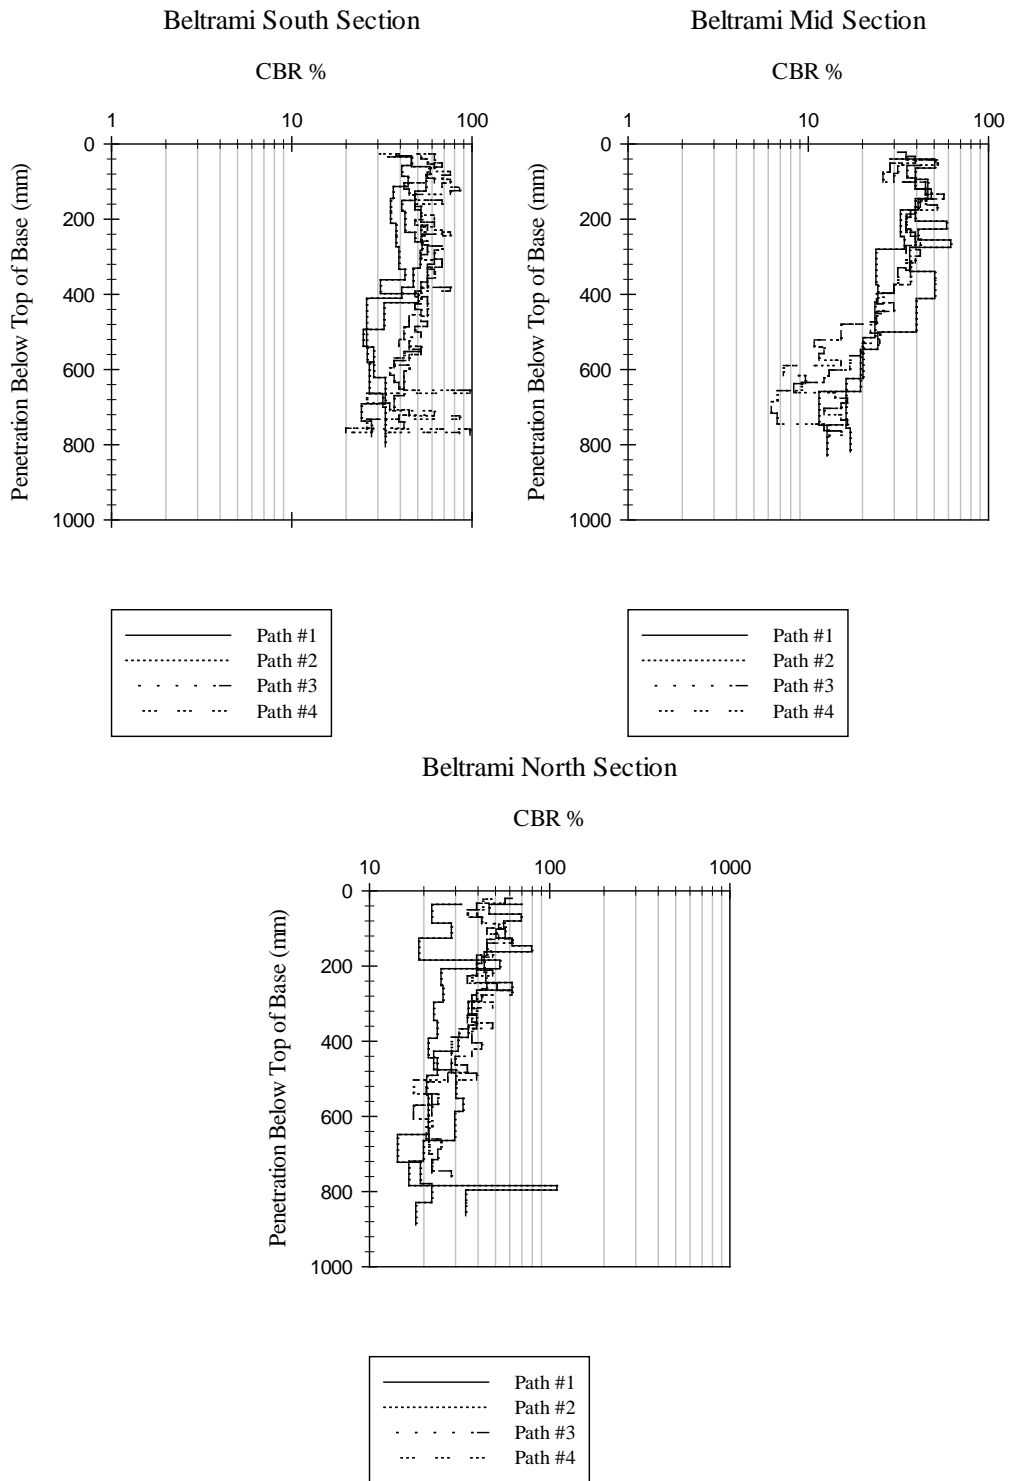 Beltrami South Section
CBR %
1 10 100
0
200
400
600
800
1000
Penetration Below Top of Base (mm)
Path #1
Path #2
Path #3
Path #4
Beltrami Mid Section
CBR %
1 10 100
0
200
400
600
800
1000
Penetration Below Top of Base (mm)
Path #1
Path #2
Path #3
Path #4
Beltrami North Section
CBR %
10 100 1000
0
200
400
600
800
1000
Penetration Below Top of Base (mm)
Path #1
Path #2
Path #3
Path #4